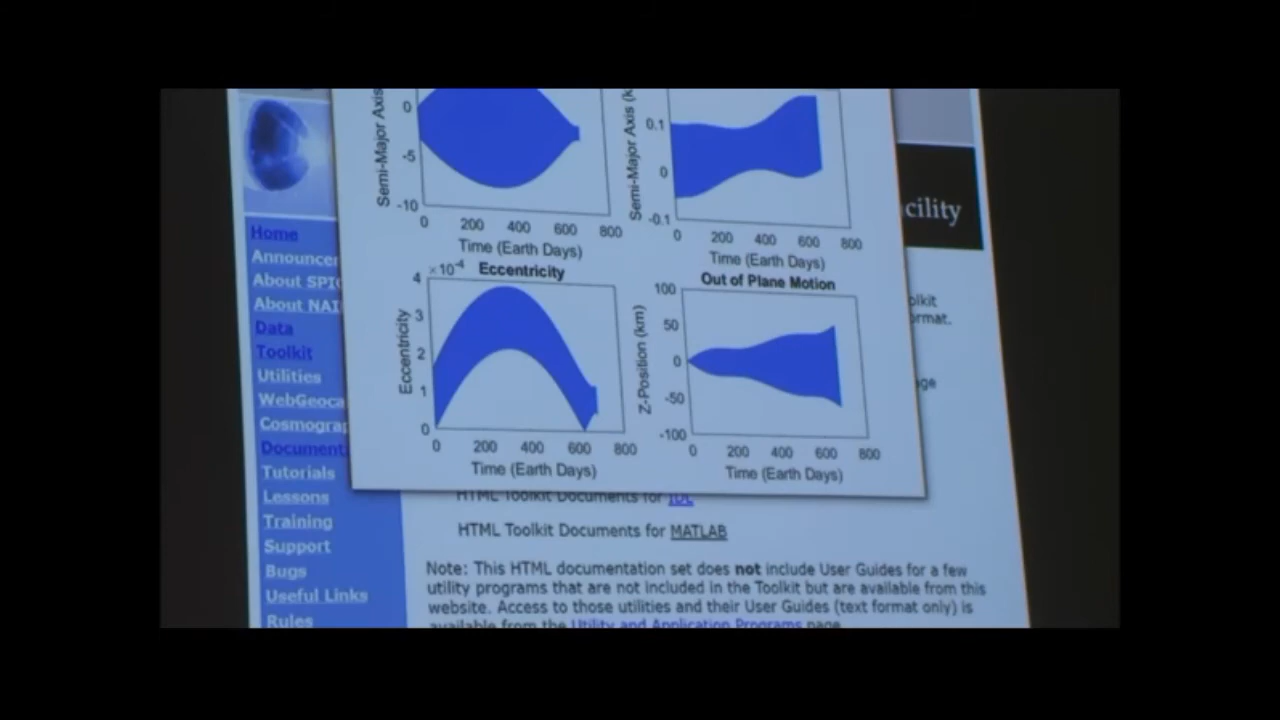 Semi-Major Axis
0
-5
-10
0 200 400 600 800
Time (Earth Days)
Semi-Major Axis (k
0.1
0
-0.1
0 200 400 600 800
Time (Earth Days)
cility
Home
Announcer
About SPI
About NAI
Data
Toolkit
Utilities
WebGeoca
Cosmograp
Document
Tutorials
Lessons
Training
Support
Bugs
Useful Links
Rules
×10-4 Eccentricity
Eccentricity
4
3
2
1
0
0 200 400 600 800
Time (Earth Days)
Out of Plane Motion
Z-Position (km)
100
50
0
-50
-100
0 200 400 600 800
Time (Earth Days)
olkit
ormat.
age
HTML Toolkit Documents for IDL
HTML Toolkit Documents for MATLAB
Note: This HTML documentation set does not include User Guides for a few
utility programs that are not included in the Toolkit but are available from this
website. Access to those utilities and their User Guides (text format only) is
available from the Utility and Application Programs page